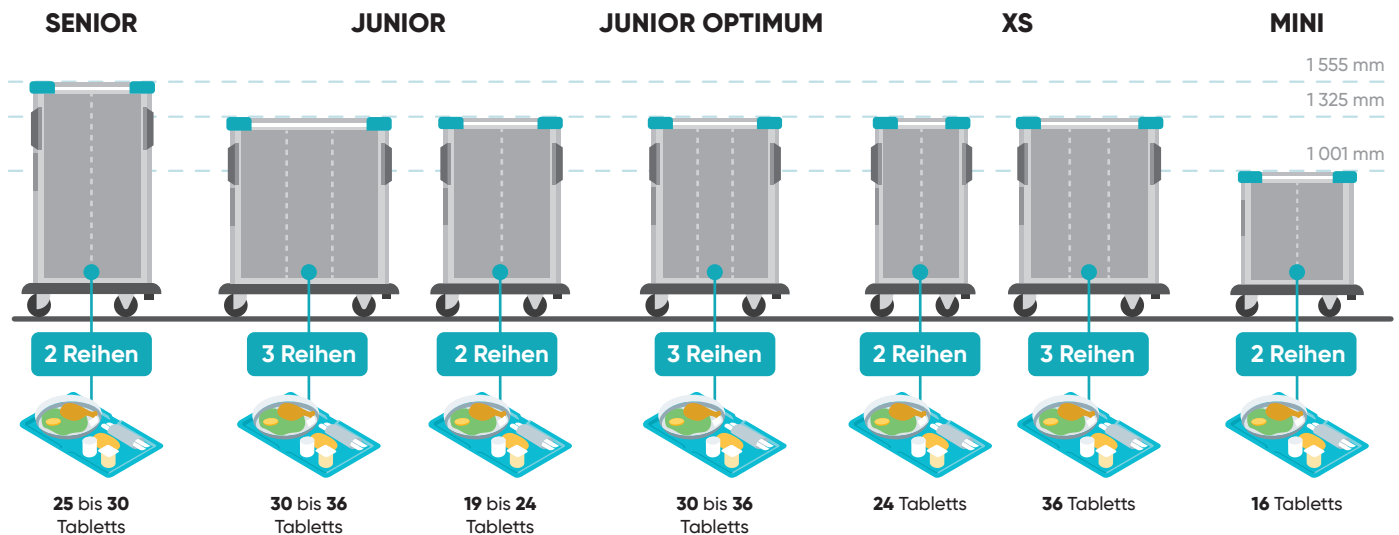 SENIOR
JUNIOR
JUNIOR OPTIMUM
XS
MINI
1 555 mm
1 325 mm
1 001 mm
2 Reihen
3 Reihen
2 Reihen
3 Reihen
2 Reihen
3 Reihen
2 Reihen
25 bis 30
Tabletts
30 bis 36
Tabletts
19 bis 24
Tabletts
30 bis 36
Tabletts
24 Tabletts
36 Tabletts
16 Tabletts